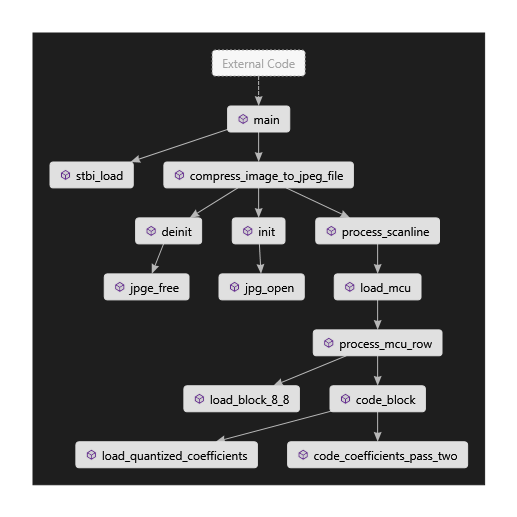 External Code
main
stbi_load
compress_image_to_jpeg_file
deinit
init
process_scanline
jpge_free
jpg_open
load_mcu
process_mcu_row
load_block_8_8
code_block
load_quantized_coefficients
code_coefficients_pass_two